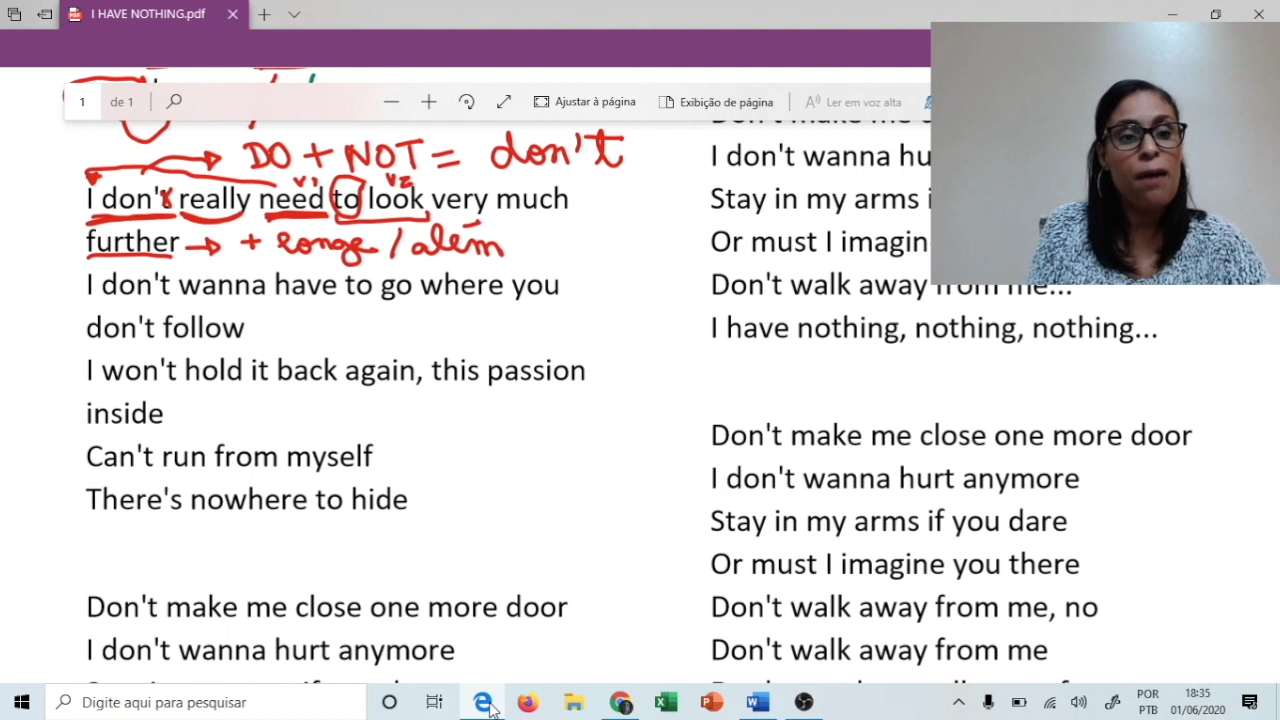 I HAVE NOTHING.pdf
1 de 1 Ajustar à página Exibição de página Ler em voz alta
DO + NOT = don't
V1 V2
I don't really need to look very much
further → + longe / além
I don't wanna have to go where you
don't follow
I won't hold it back again, this passion
inside
Can't run from myself
There's nowhere to hide
Don't make me close one more door
I don't wanna hurt anymore
I don't wanna hu
Stay in my arms i
Or must I imagin
Don't walk away from me...
I have nothing, nothing, nothing...
Don't make me close one more door
I don't wanna hurt anymore
Stay in my arms if you dare
Or must I imagine you there
Don't walk away from me, no
Don't walk away from me
Digite aqui para pesquisar
POR
PTB
18:35
01/06/2020